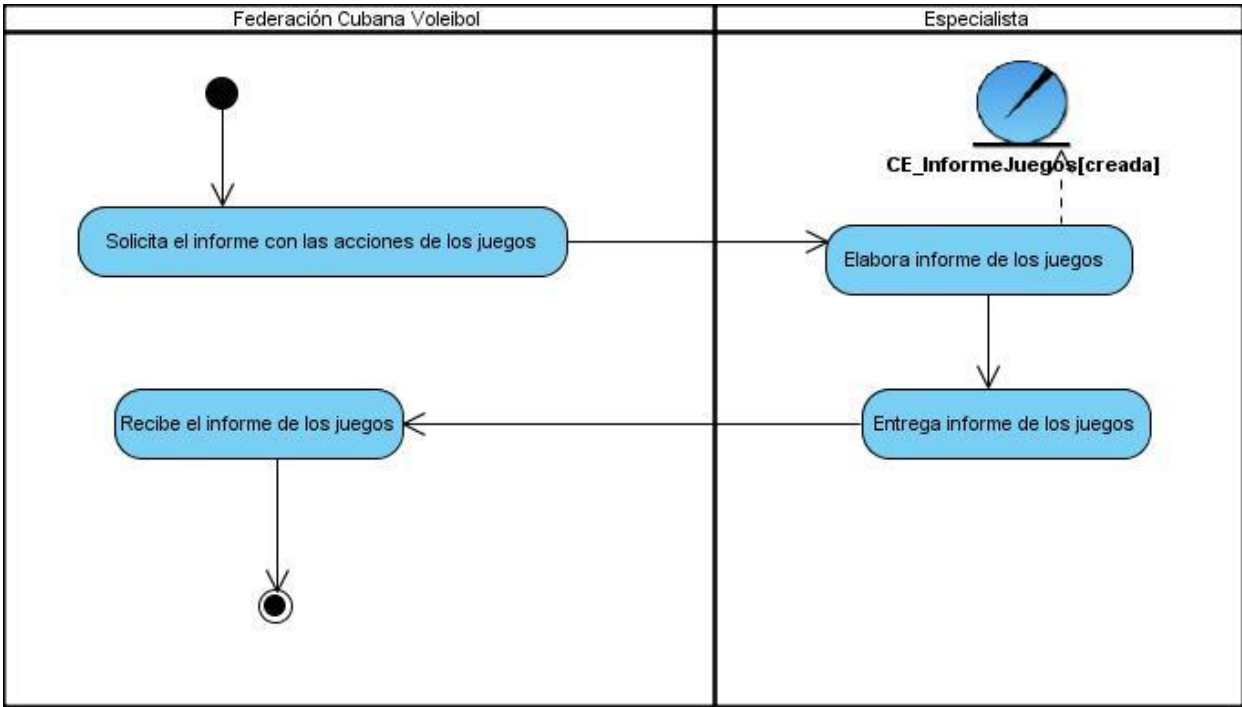 Federación Cubana Voleibol
Especialista
CE_InformeJuegos[creada]
Solicita el informe con las acciones de los juegos
Elabora informe de los juegos
Recibe el informe de los juegos
Entrega informe de los juegos